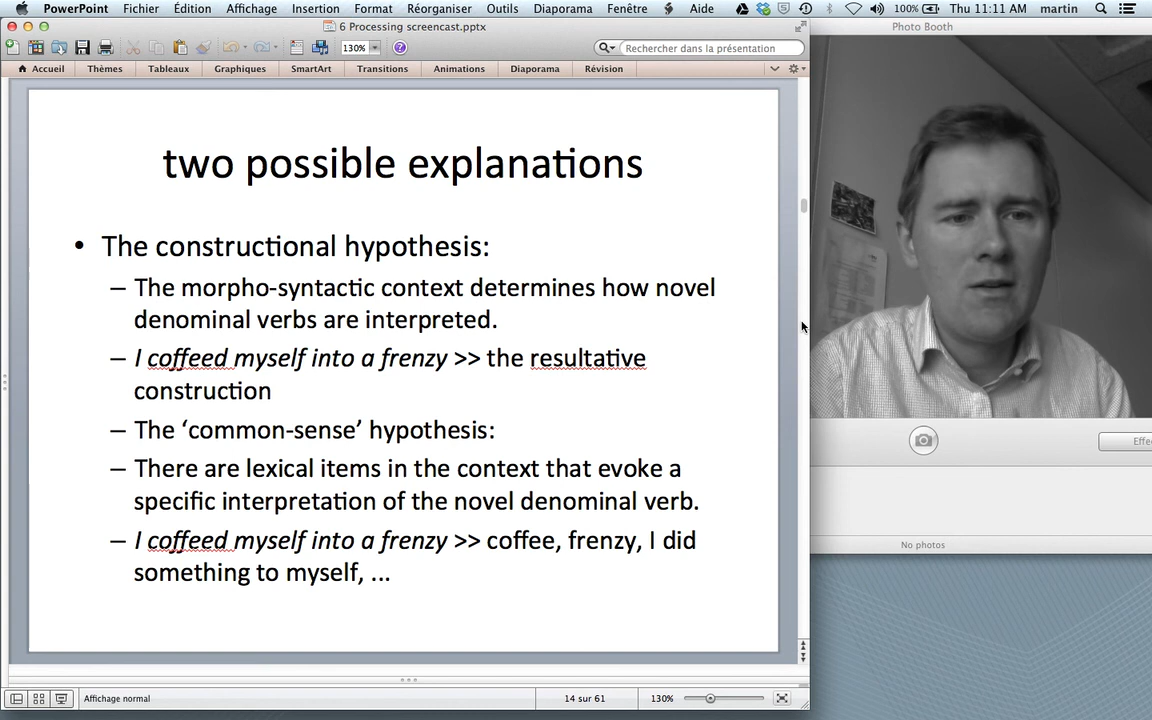 PowerPoint Fichier Édition Affichage Insertion Format Réorganiser Outils Diaporama Fenêtre Aide 100% Thu 11:11 AM martin
6 Processing screencast.pptx
Photo Booth
130%
Rechercher dans la présentation
Accueil Thèmes Tableaux Graphiques SmartArt Transitions Animations Diaporama Révision
two possible explanations
• The constructional hypothesis:
– The morpho-syntactic context determines how novel
denominal verbs are interpreted.
– I coffeed myself into a frenzy >> the resultative
construction
– The ‘common-sense’ hypothesis:
– There are lexical items in the context that evoke a
specific interpretation of the novel denominal verb.
– I coffeed myself into a frenzy >> coffee, frenzy, I did
something to myself, ...
Effe
No photos
Affichage normal
14 sur 61
130%